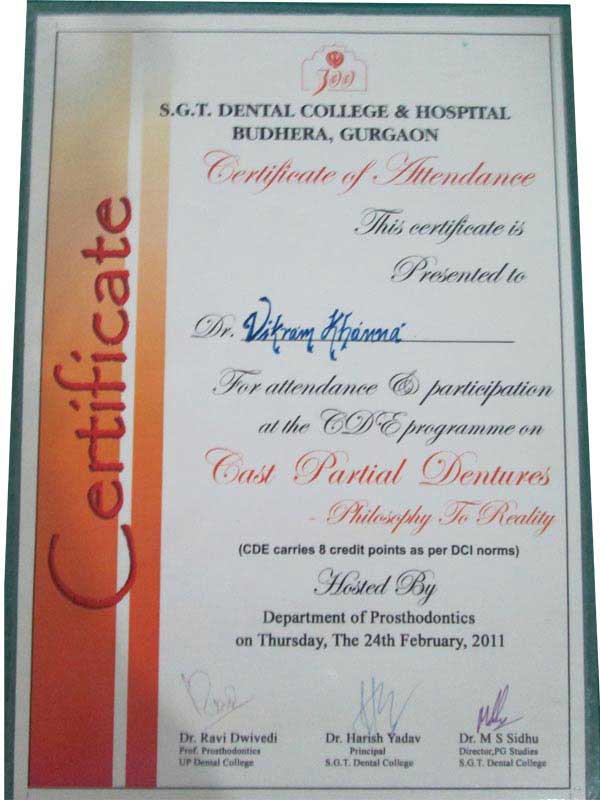 S.G.T. DENTAL COLLEGE & HOSPITAL
BUDHERA, GURGAON
Certificate of Attendance
This certificate is
Presented to
Dr. Vikram Khanna
For attendance & participation
at the CDE programme on
Cast Partial Dentures
- Philosophy To Reality
(CDE carries 8 credit points as per DCI norms)
Hosted By
Department of Prosthodontics
on Thursday, The 24th February, 2011
Dr. Ravi Dwivedi
Prof. Prosthodontics
UP Dental College
Dr. Harish Yadav
Principal
S.G.T. Dental College
Dr. M S Sidhu
Director,PG Studies
S.G.T. Dental College
Certificate